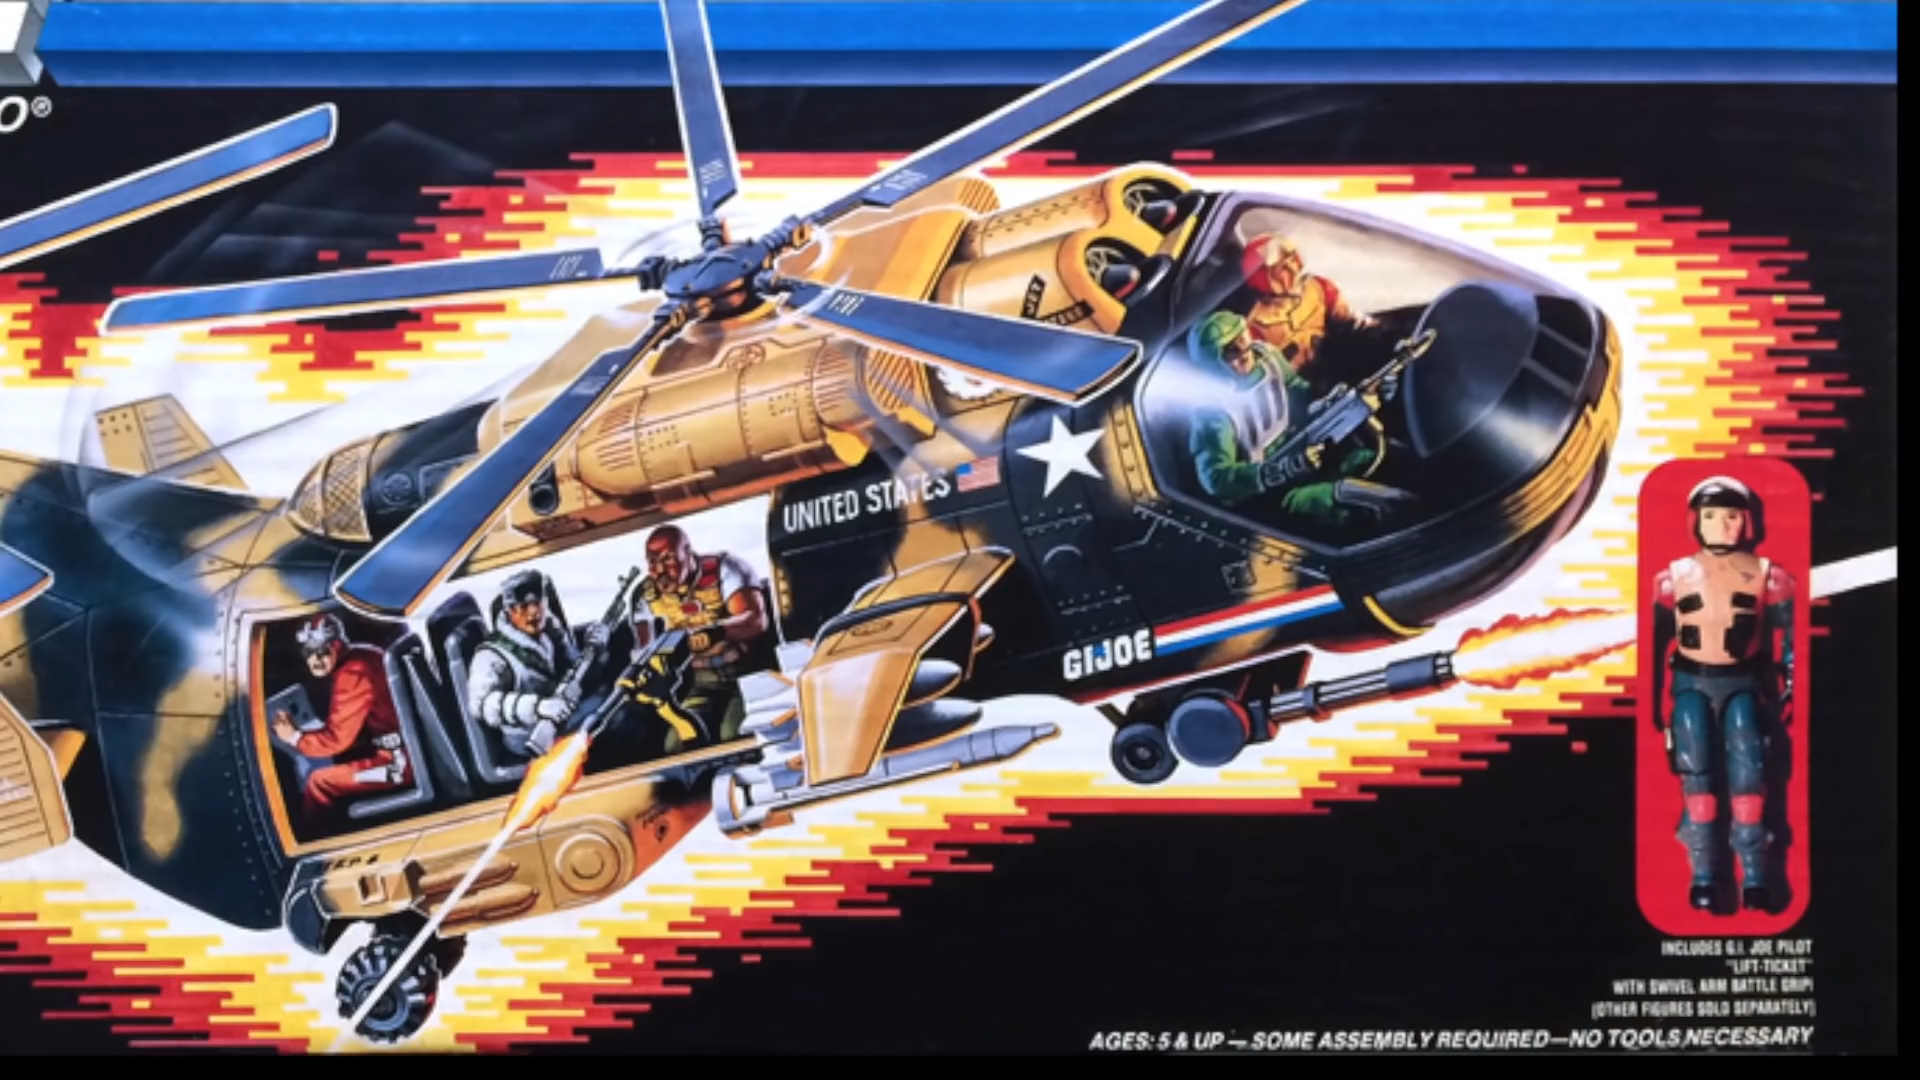 O®
UNITED STATES
GI JOE
INCLUDES G.I. JOE PILOT
"LIFT-TICKET"
WITH SWIVEL ARM BATTLE GRIP!
(OTHER FIGURES SOLD SEPARATELY)
AGES: 5 & UP — SOME ASSEMBLY REQUIRED—NO TOOLS NECESSARY